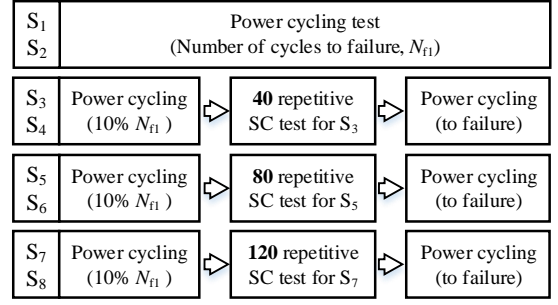 S1 Power cycling test
S2 (Number of cycles to failure, Nf1)
S3 Power cycling 40 repetitive Power cycling
S4 (10% Nf1 ) SC test for S3 (to failure)
S5 Power cycling 80 repetitive Power cycling
S6 (10% Nf1 ) SC test for S5 (to failure)
S7 Power cycling 120 repetitive Power cycling
S8 (10% Nf1 ) SC test for S7 (to failure)